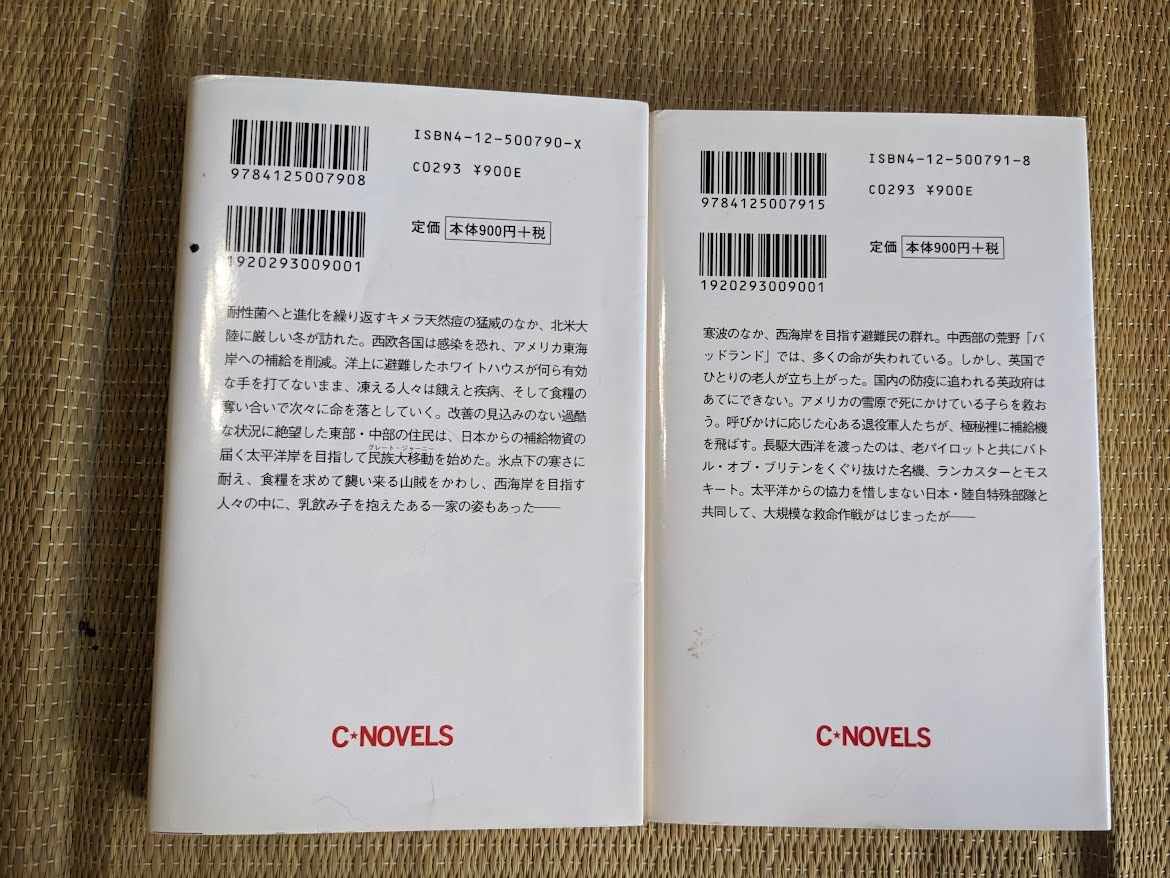 ISBN4-12-500790-X
9784125007908
C0293 ¥900E
1920293009001
定価 本体900円+税
耐性菌へと進化を繰り返すキメラ天然痘の猛威のなか、北米大
陸に厳しい冬が訪れた。西欧各国は感染を恐れ、アメリカ東海
岸への補給を削減。洋上に避難したホワイトハウスが何ら有効
な手を打てないまま、凍える人々は餓えと疾病、そして食糧の
奪い合いで次々に命を落としていく。改善の見込みのない過酷
な状況に絶望した東部・中部の住民は、日本からの補給物資の
グレート・ジャーニー
届く太平洋岸を目指して民族大移動を始めた。氷点下の寒さに
耐え、食糧を求めて襲い来る山賊をかわし、西海岸を目指す
人々の中に、乳飲み子を抱えたある一家の姿もあった――
C★NOVELS
ISBN4-12-500791-8
9784125007915
C0293 ¥900E
1920293009001
定価 本体900円+税
寒波のなか、西海岸を目指す避難民の群れ。中西部の荒野「バ
ッドランド」では、多くの命が失われている。しかし、英国で
ひとりの老人が立ち上がった。国内の防疫に追われる英政府は
あてにできない。アメリカの雪原で死にかけている子らを救お
う。呼びかけに応じた心ある退役軍人たちが、極秘裡に補給機
を飛ばす。長駆大西洋を渡ったのは、老パイロットと共にバト
ル・オブ・ブリテンをくぐり抜けた名機、ランカスターとモス
キート。太平洋からの協力を惜しまない日本・陸自特殊部隊と
共同して、大規模な救命作戦がはじまったが――
C★NOVELS